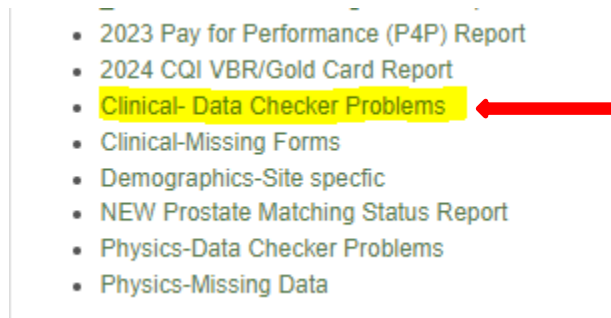 2023 Pay for Performance (P4P) Report
2024 CQI VBR/Gold Card Report
Clinical- Data Checker Problems
Clinical-Missing Forms
Demographics-Site specfic
NEW Prostate Matching Status Report
Physics-Data Checker Problems
Physics-Missing Data